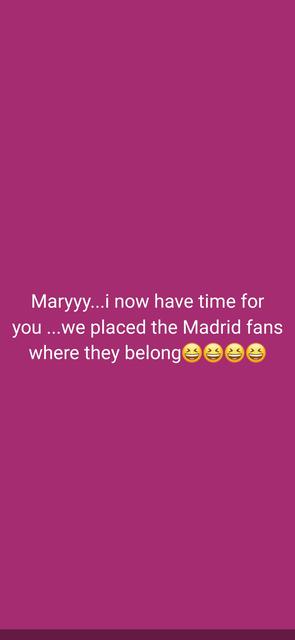 Maryyy...i now have time for
you ...we placed the Madrid fans
where they belong😆😆😆😆